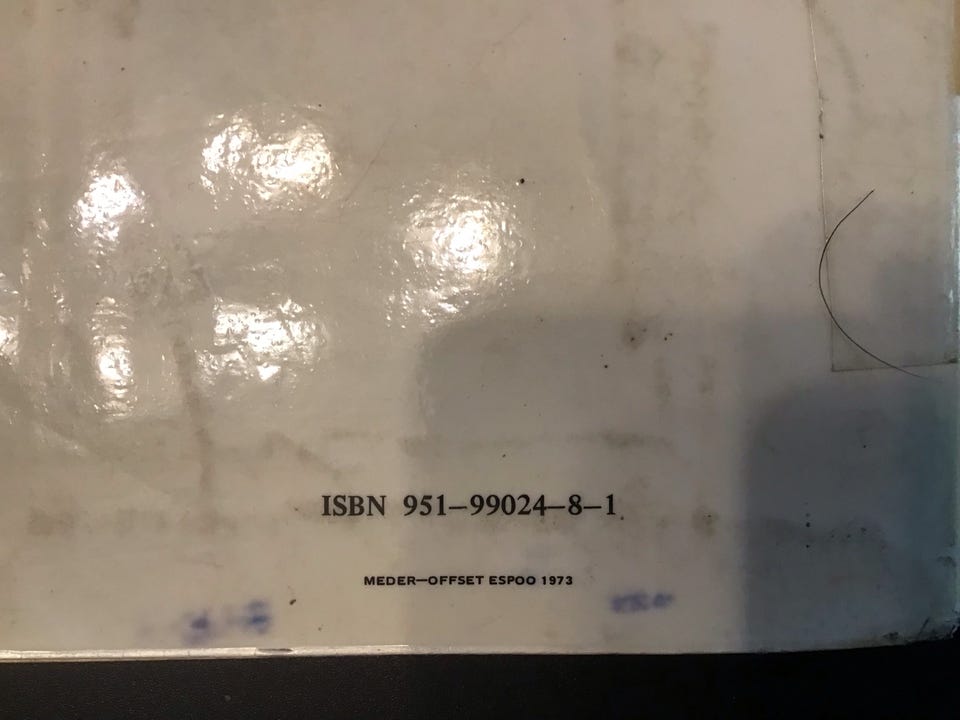 ISBN 951–99024–8–1
MEDER—OFFSET ESPOO 1973